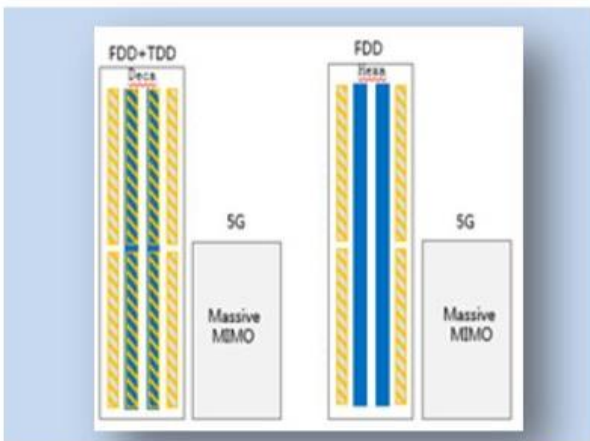 FDD+TDD
Deca
5G
Massive
MIMO
FDD
Hexa
5G
Massive
MIMO